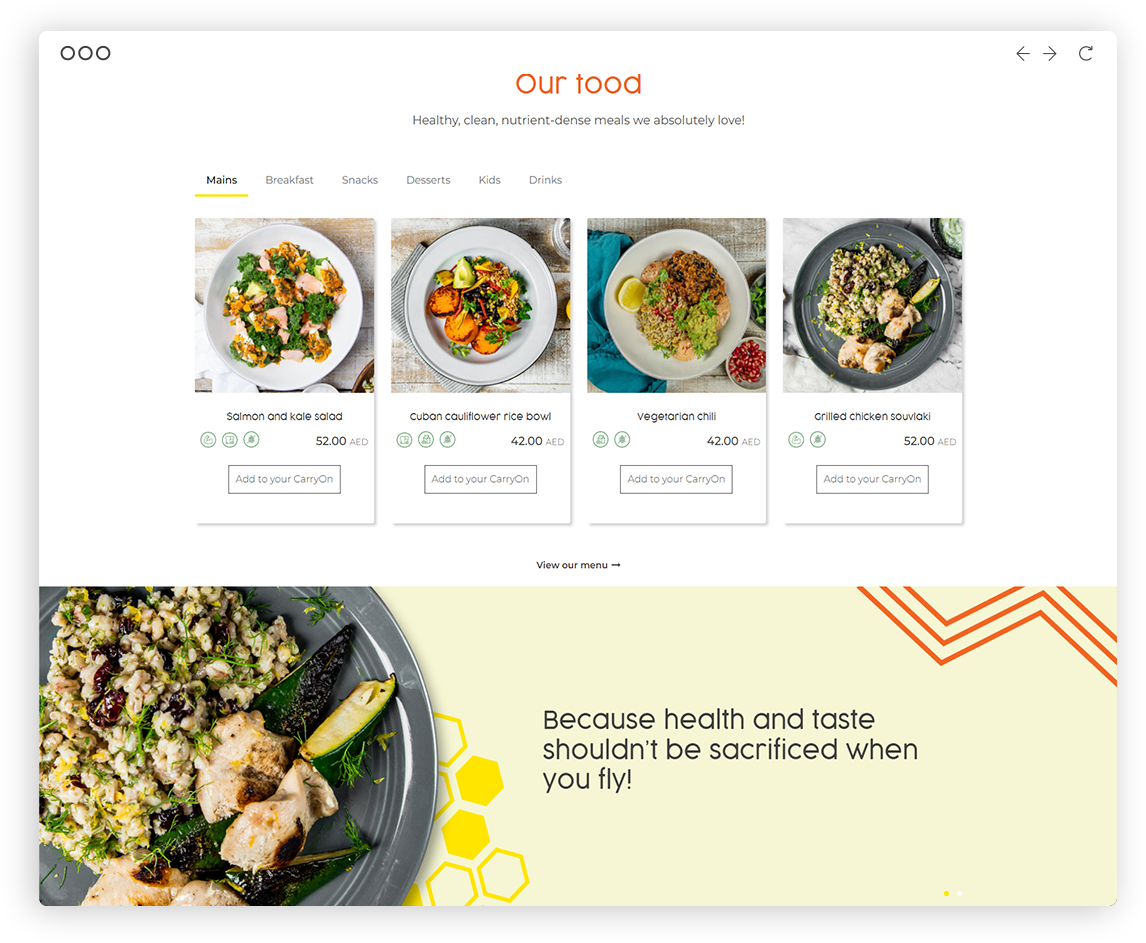 Our food
Healthy, clean, nutrient-dense meals we absolutely love!
Mains Breakfast Snacks Desserts Kids Drinks
Salmon and kale salad
52.00 AED
Add to your CarryOn
Cuban cauliflower rice bowl
42.00 AED
Add to your CarryOn
Vegetarian chili
42.00 AED
Add to your CarryOn
Grilled chicken souvlaki
52.00 AED
Add to your CarryOn
View our menu →
Because health and taste
shouldn't be sacrificed when
you fly!